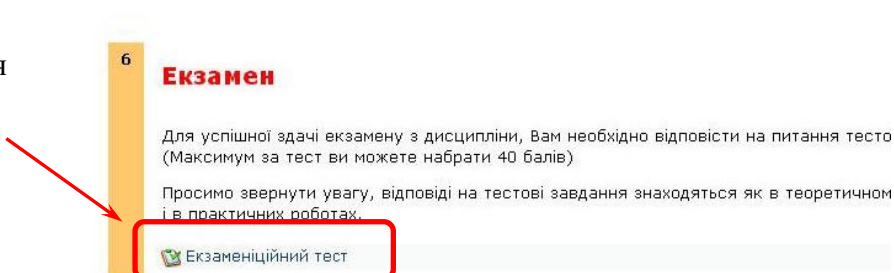 я
6
Екзамен
Для успішної здачі екзамену з дисципліни, Вам необхідно відповісти на питання тесто
(Максимум за тест ви можете набрати 40 балів)
Просимо звернути увагу, відповіді на тестові завдання знаходяться як в теоретичном
і в практичних роботах.
Екзаменіційний тест